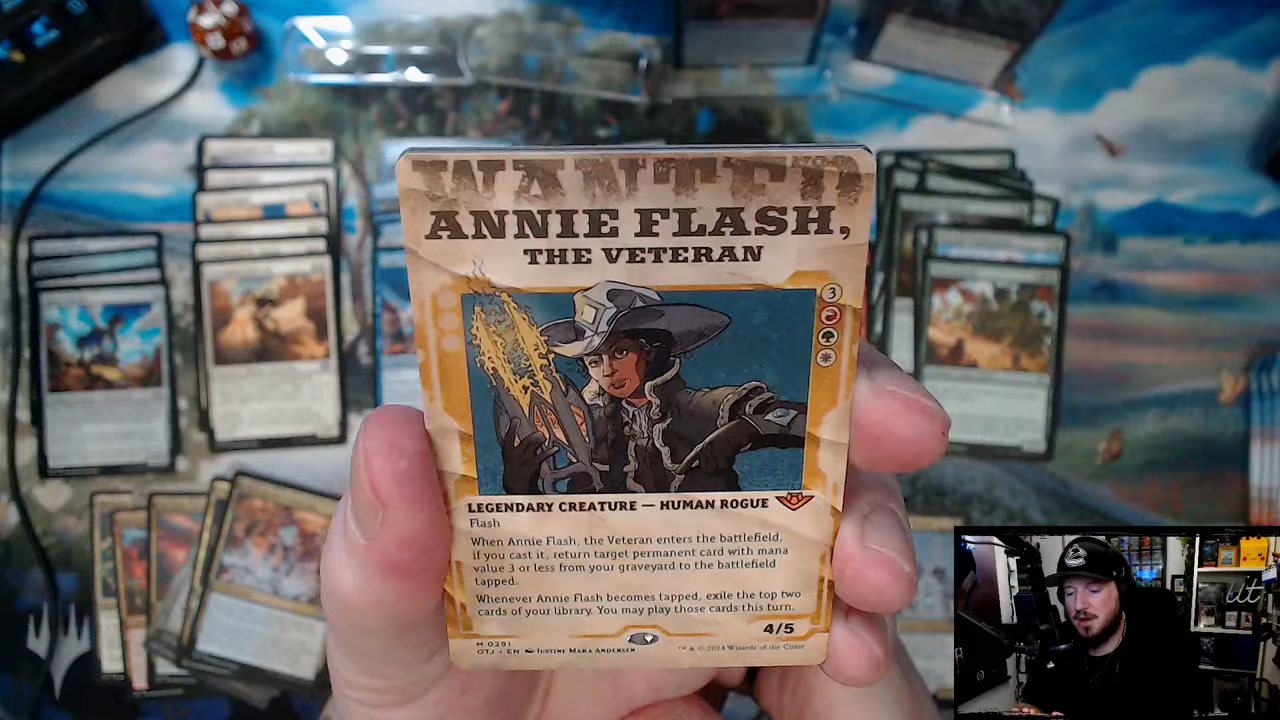 WANTED
ANNIE FLASH,
THE VETERAN
3
LEGENDARY CREATURE — HUMAN ROGUE
Flash
When Annie Flash, the Veteran enters the battlefield,
if you cast it, return target permanent card with mana
value 3 or less from your graveyard to the battlefield
tapped.
Whenever Annie Flash becomes tapped, exile the top two
cards of your library. You may play those cards this turn.
4/5
M 0291
OTJ • EN Justine Mara Andersen
™ & © 2024 Wizards of the Coast